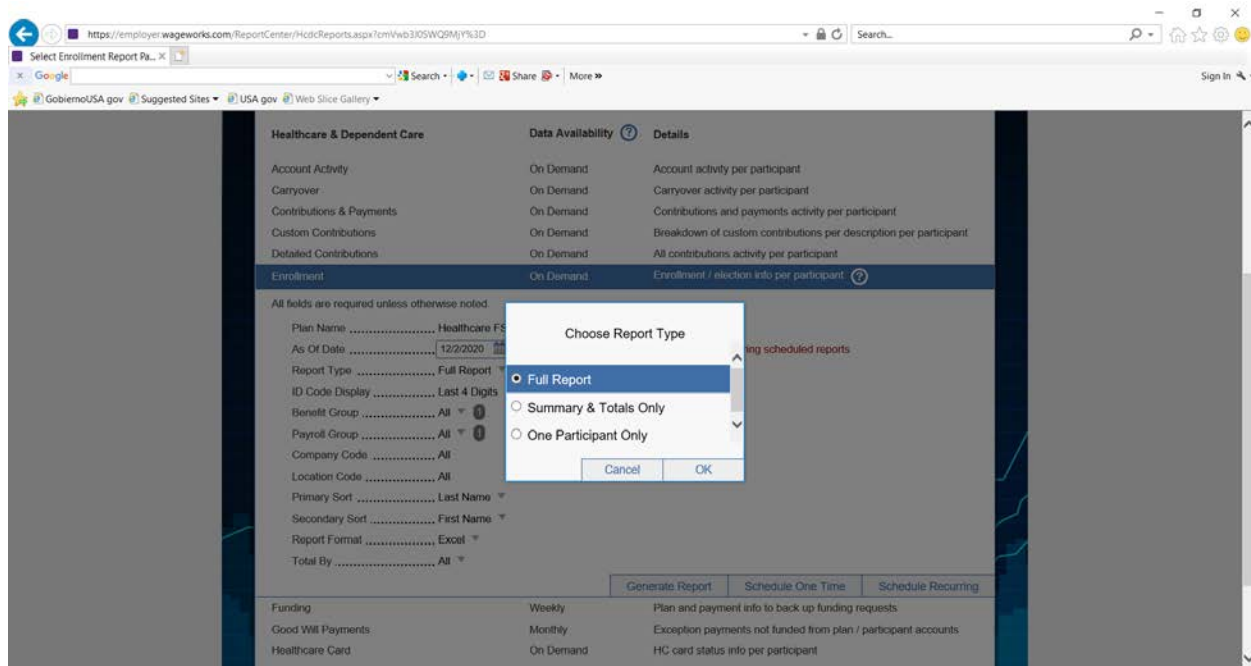 https://employer.wageworks.com/ReportCenter/HcdcReports.aspx?cmVwb3J0SWQ9MjY%3D
Search...
Select Enrollment Report Pa...
Google
Search
Share
More »
Sign In
GobiernoUSA gov
Suggested Sites
USA gov
Web Slice Gallery
Healthcare & Dependent Care Data Availability ? Details
Account Activity On Demand Account activity per participant
Carryover On Demand Carryover activity per participant
Contributions & Payments On Demand Contributions and payments activity per participant
Custom Contributions On Demand Breakdown of custom contributions per description per participant
Detailed Contributions On Demand All contributions activity per participant
Enrollment On Demand Enrollment / election info per participant ?
All fields are required unless otherwise noted.
Plan Name ..................... Healthcare FS
As Of Date ..................... 12/2/2020
ing scheduled reports
Report Type ................... Full Report
ID Code Display ............... Last 4 Digits
Benefit Group .................. All
Payroll Group .................. All
Company Code ............... All
Location Code ................. All
Primary Sort ................... Last Name
Secondary Sort ................ First Name
Report Format ................. Excel
Total By ......................... All
Choose Report Type
Full Report
Summary & Totals Only
One Participant Only
Cancel OK
Generate Report Schedule One Time Schedule Recurring
Funding Weekly Plan and payment info to back up funding requests
Good Will Payments Monthly Exception payments not funded from plan / participant accounts
Healthcare Card On Demand HC card status info per participant